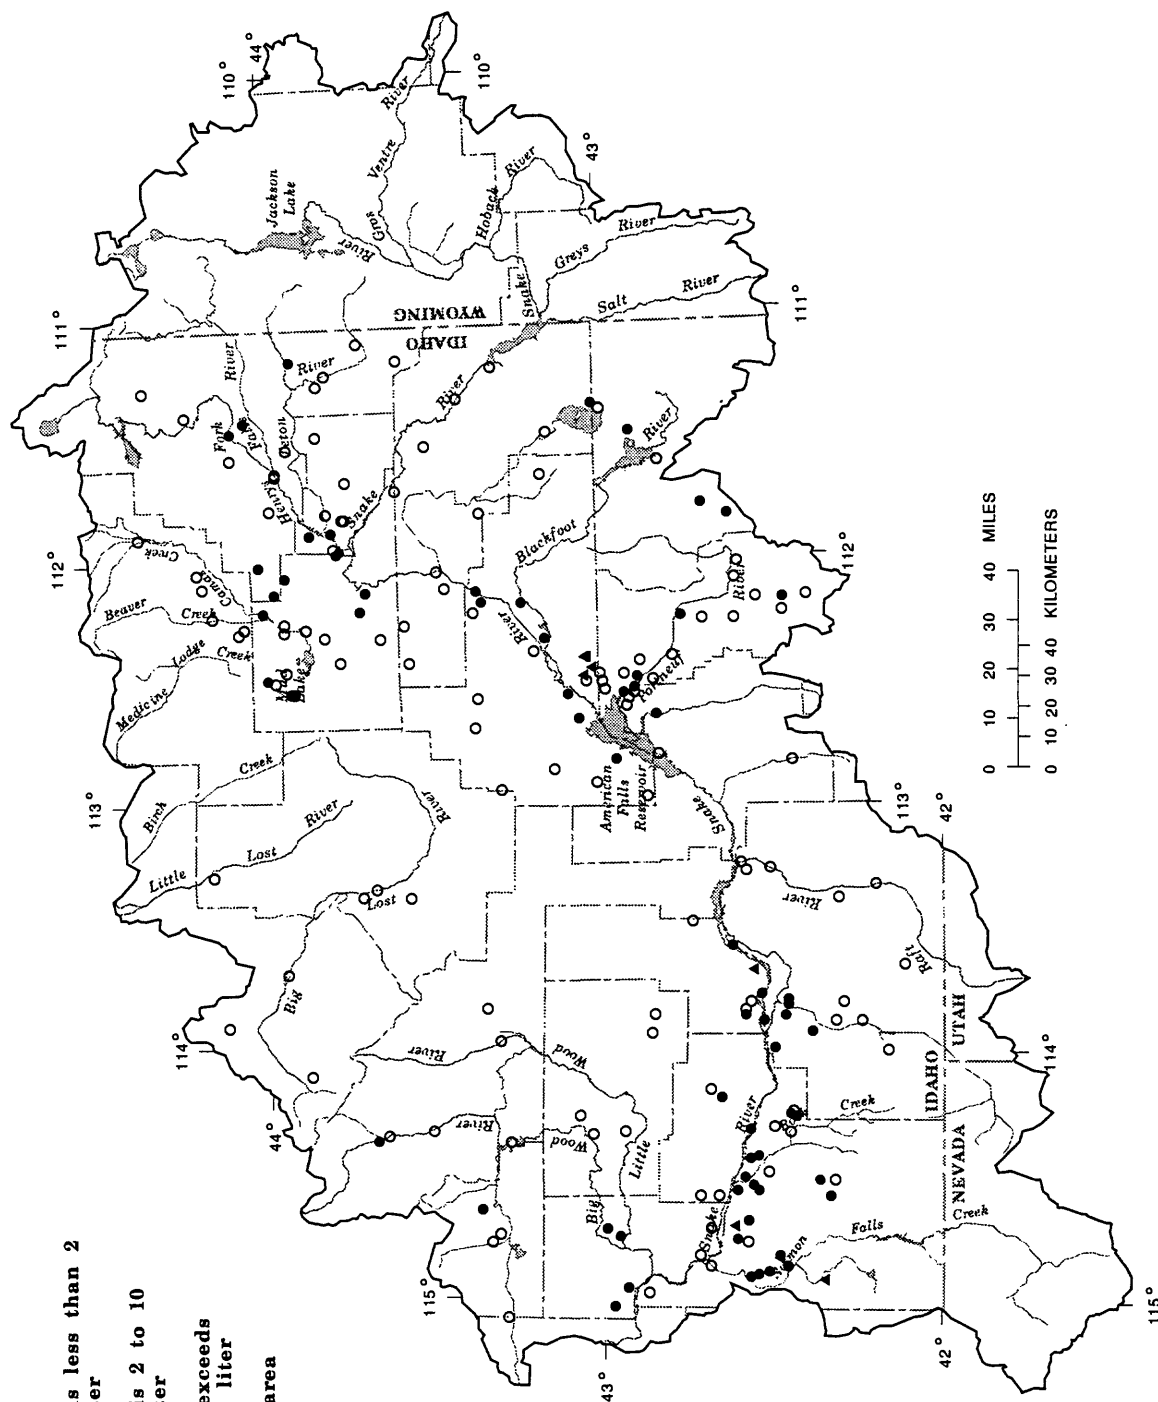 s less than 2
er
is 2 to 10
er
exceeds
liter
area
110°
44°
110°
43°
111°
111°
112°
112°
113°
113°
42°
114°
114°
44°
115°
115°
43°
42°
Jackson
Lake
River
Gros
Ventre
River
Hoback
River
Snake
Greys
River
Salt
River
WYOMING
IDAHO
River
Henrys
Fork
Falls
River
Teton
River
Snake
River
Camas
Creek
Beaver
Creek
Medicine
Lodge
Creek
Mud
Lake
Birch
Creek
Little
Lost
River
Big
Lost
River
Blackfoot
River
River
Portneuf
River
American
Falls
Reservoir
Snake
Raft
River
Big
Wood
River
Little
Wood
River
Snake
River
Creek
Salmon
Falls
Creek
IDAHO
UTAH
NEVADA
0 10 20 30 40 MILES
0 10 20 30 40 KILOMETERS